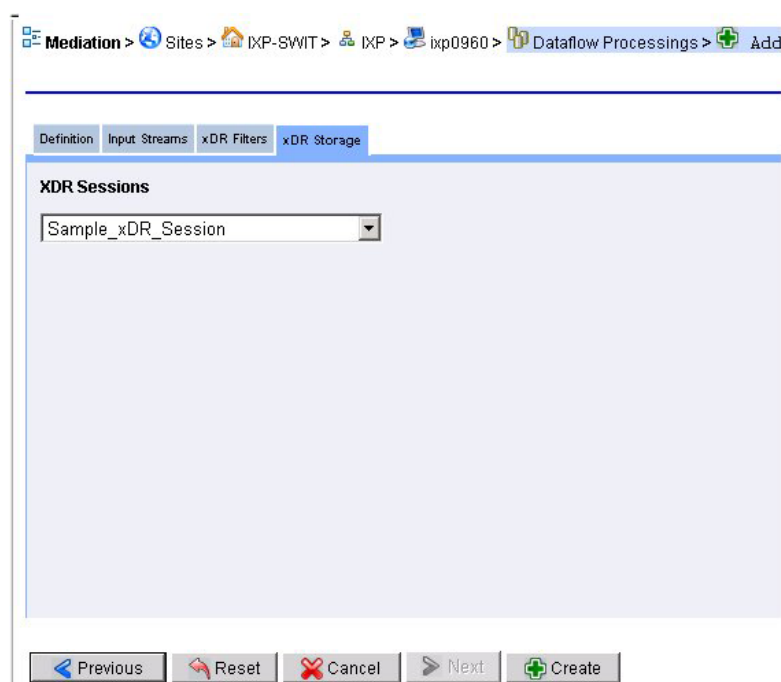 Mediation > Sites > IXP-SWIT > IXP > ixp0960 > Dataflow Processings > Add
Definition Input Streams xDR Filters xDR Storage
XDR Sessions
Sample_xDR_Session
Previous Reset Cancel Next Create